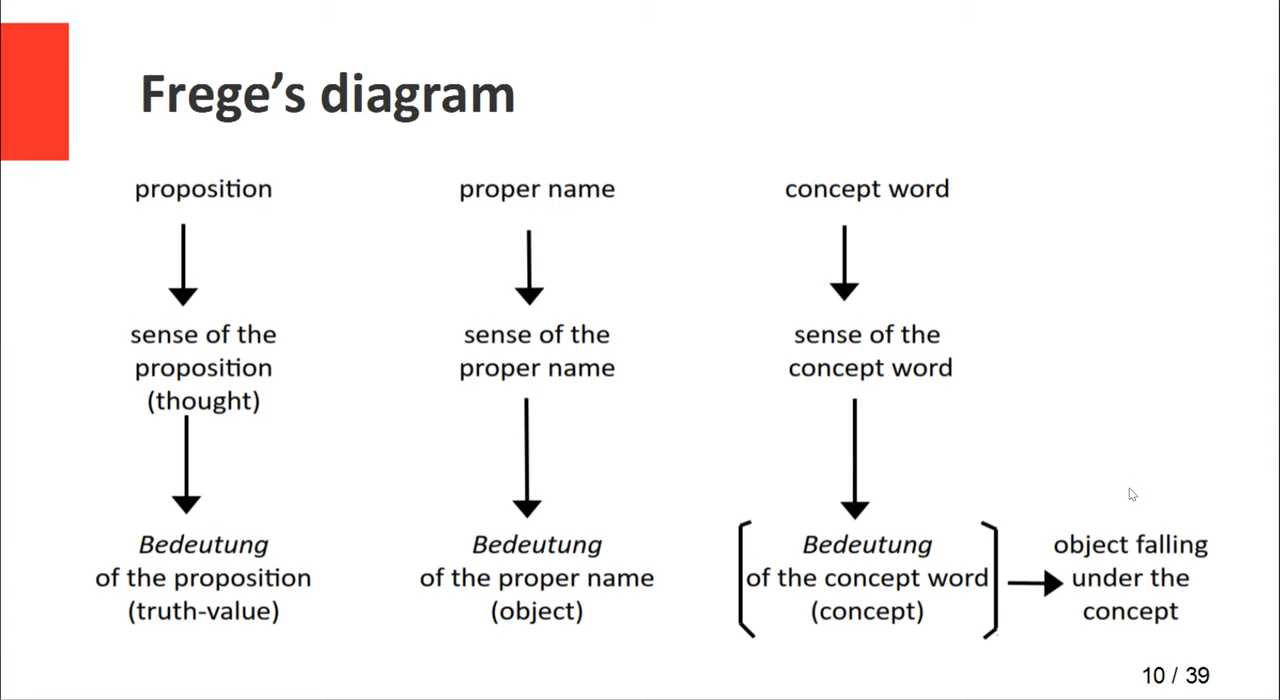 Frege's diagram
proposition
proper name
concept word
sense of the
proposition
(thought)
sense of the
proper name
sense of the
concept word
Bedeutung
of the proposition
(truth-value)
Bedeutung
of the proper name
(object)
Bedeutung
of the concept word
(concept)
object falling
under the
concept
10 / 39